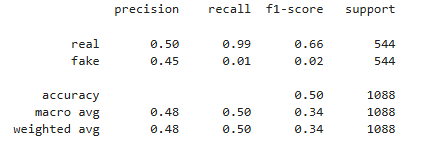 precision recall f1-score support
real 0.50 0.99 0.66 544
fake 0.45 0.01 0.02 544
accuracy 0.50 1088
macro avg 0.48 0.50 0.34 1088
weighted avg 0.48 0.50 0.34 1088